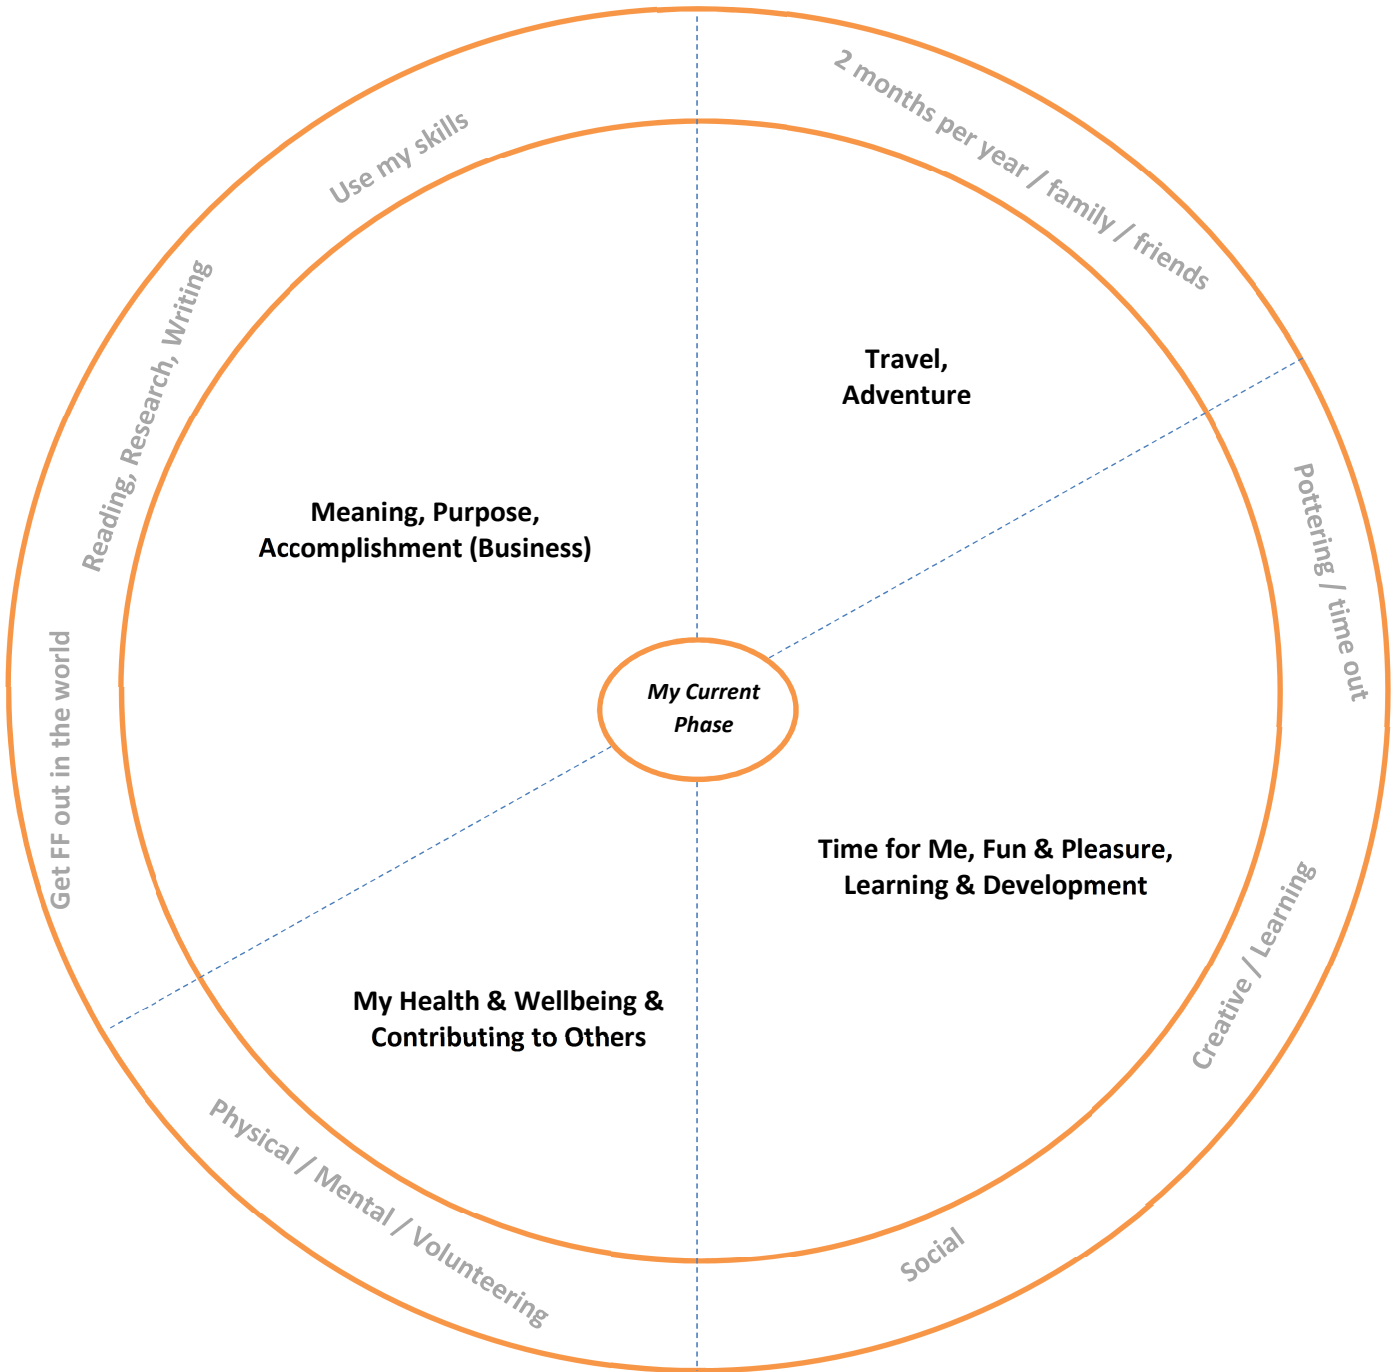 2 months per year / family / friends
Use my skills
Reading, Research, Writing
Travel,
Adventure
Pottering / time out
Meaning, Purpose,
Accomplishment (Business)
Get FF out in the world
My Current
Phase
Time for Me, Fun & Pleasure,
Learning & Development
Creative / Learning
My Health & Wellbeing &
Contributing to Others
Physical / Mental / Volunteering
Social